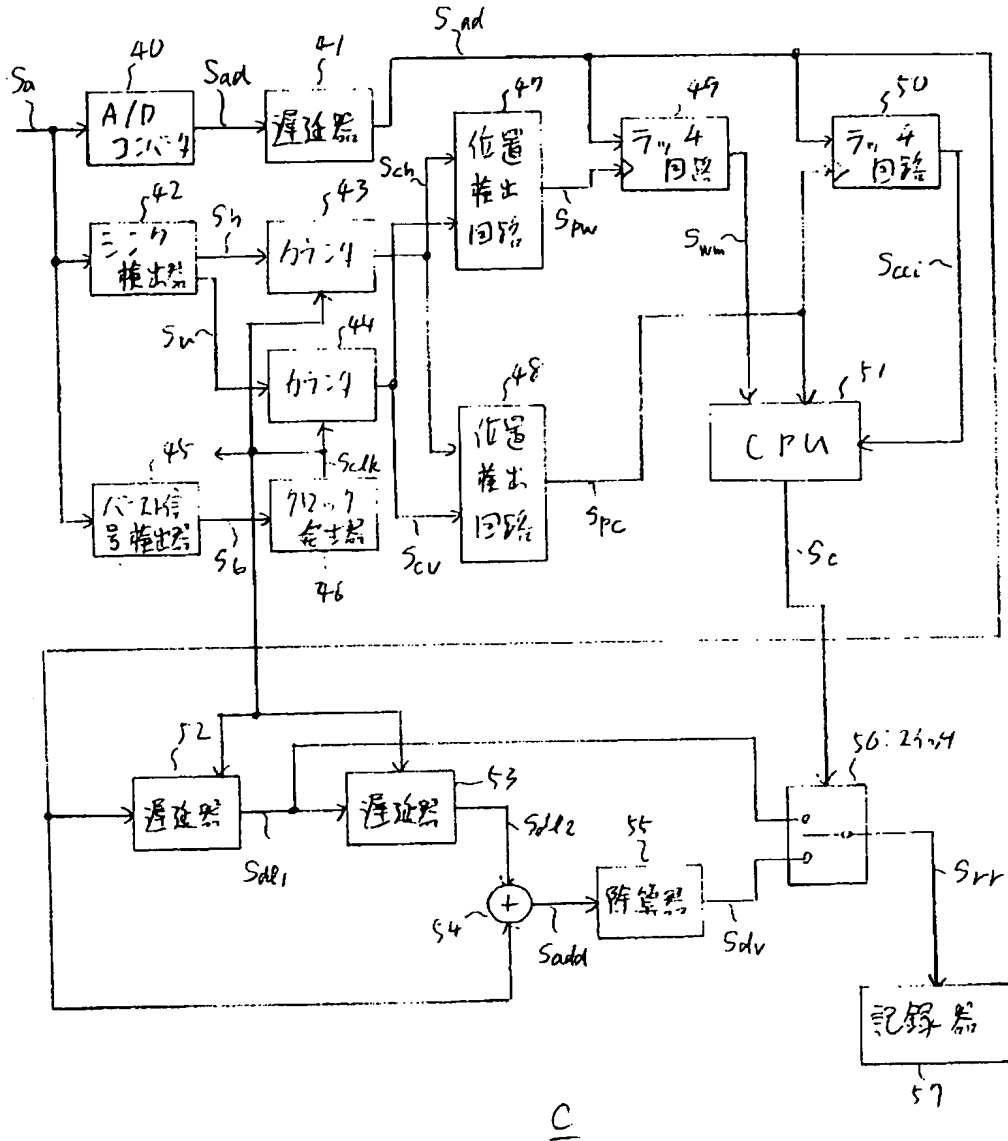 Sad
40
41
Sa
Sad
47
49
50
A/D
コンバータ
遅延器
位置
検出
回路
ラッチ
回路
ラッチ
回路
Sch
42
43
Sh
シンク
検出器
カウンタ
Spw
Swm
Scci
Sv
44
カウンタ
48
51
位置
検出
回路
CPU
45
Sclk
バースト信
号検出器
Sb
クロック
発生器
46
Scv
Spc
Sc
52
53
56:スイッチ
遅延器
遅延器
Sdl1
Sdl2
55
54
+
Sadd
除算器
Sdv
Srr
記録器
57
C